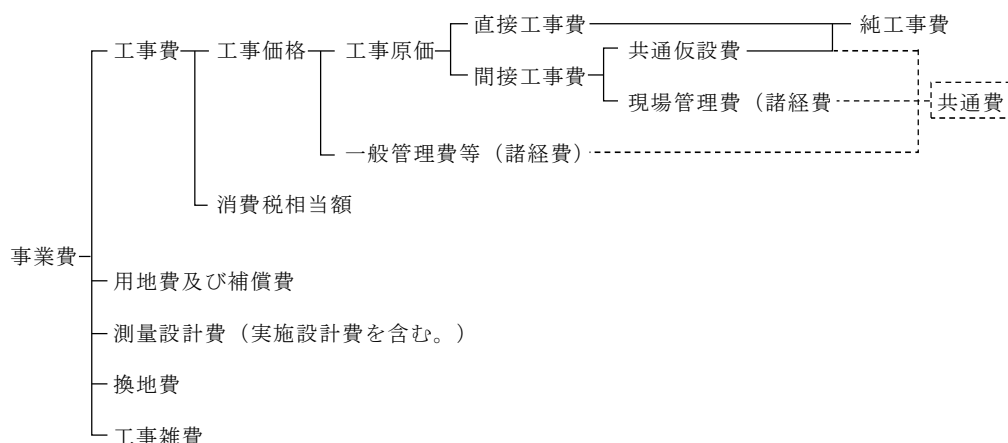 直接工事費
純工事費
工事費
工事価格
工事原価
共通仮設費
間接工事費
現場管理費（諸経費
共通費
一般管理費等（諸経費）
消費税相当額
事業費
用地費及び補償費
測量設計費（実施設計費を含む。）
換地費
工事雑費